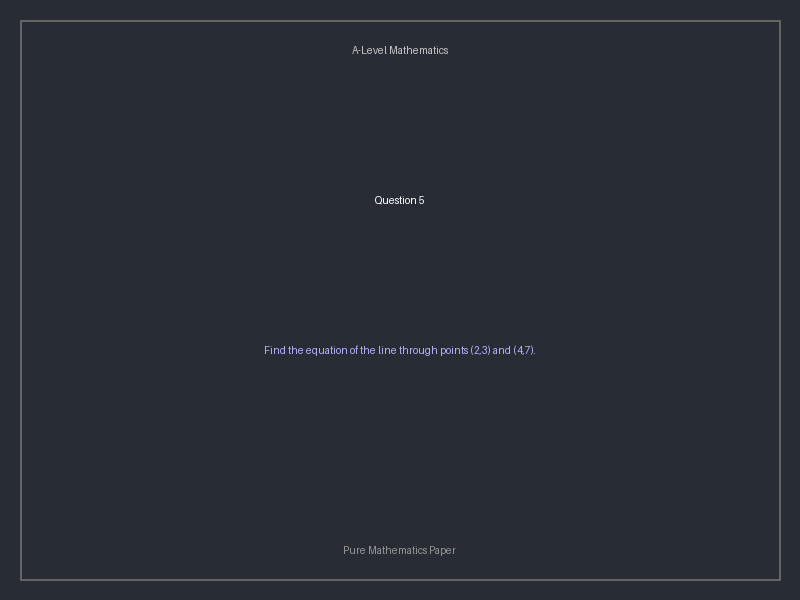 A-Level Mathematics
Question 5
Find the equation of the line through points (2,3) and (4,7).
Pure Mathematics Paper